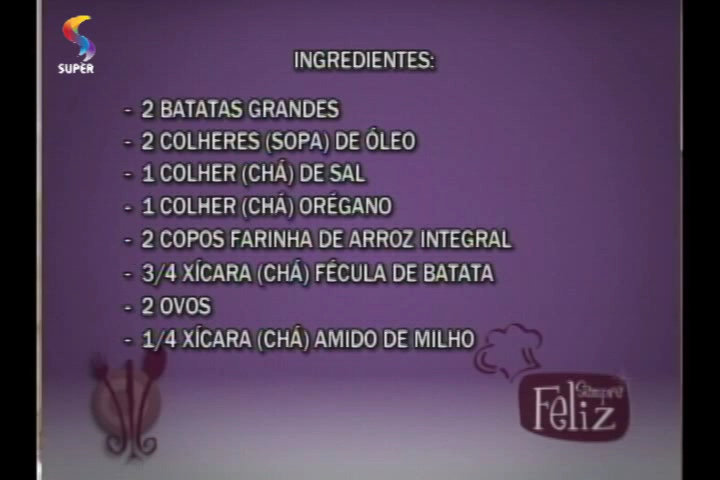 SUPER
INGREDIENTES:
- 2 BATATAS GRANDES
- 2 COLHERES (SOPA) DE ÓLEO
- 1 COLHER (CHÁ) DE SAL
- 1 COLHER (CHÁ) ORÉGANO
- 2 COPOS FARINHA DE ARROZ INTEGRAL
- 3/4 XÍCARA (CHÁ) FÉCULA DE BATATA
- 2 OVOS
- 1/4 XÍCARA (CHÁ) AMIDO DE MILHO
Sempre
Feliz